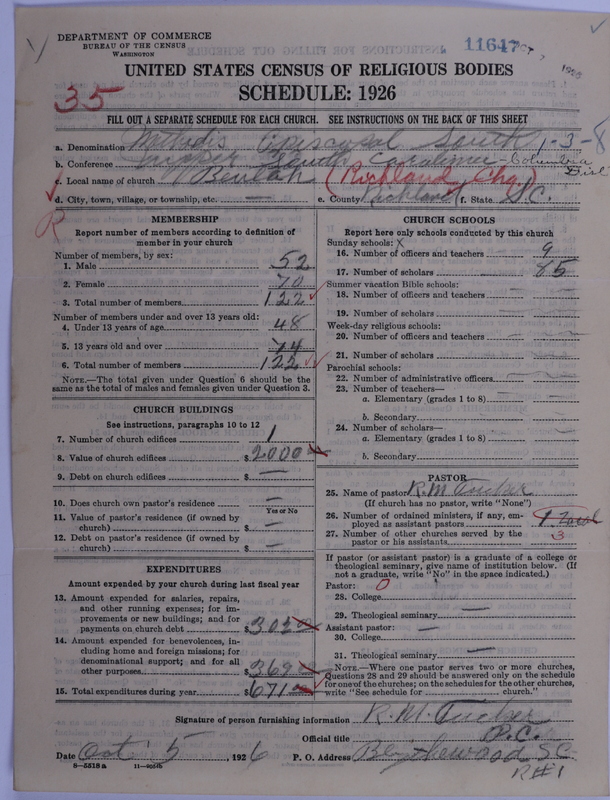 DEPARTMENT OF COMMERCE
BUREAU OF THE CENSUS
WASHINGTON
11647
UNITED STATES CENSUS OF RELIGIOUS BODIES
35
SCHEDULE: 1926
FILL OUT A SEPARATE SCHEDULE FOR EACH CHURCH. SEE INSTRUCTIONS ON THE BACK OF THIS SHEET
a. Denomination Methodis Episcopal South 1-3-8
b. Conference Upper South Carolina - Columbia Dist
c. Local name of church Beulah (Richland Chg.)
d. City, town, village, or township, etc. — e. County Richland f. State S.C.
R
MEMBERSHIP
Report number of members according to definition of member in your church
Number of members, by sex:
1. Male 52
2. Female 70
3. Total number of members 122
Number of members under and over 13 years old:
4. Under 13 years of age 48
5. 13 years old and over 74
6. Total number of members 122
NOTE.—The total given under Question 6 should be the same as the total of males and females given under Question 3.
CHURCH BUILDINGS
See instructions, paragraphs 10 to 12
7. Number of church edifices 1
8. Value of church edifices $2000
9. Debt on church edifices $ —
10. Does church own pastor's residence —
Yes or No
11. Value of pastor's residence (if owned by church) $ —
12. Debt on pastor's residence (if owned by church) $ —
EXPENDITURES
Amount expended by your church during last fiscal year
13. Amount expended for salaries, repairs, and other running expenses; for improvements or new buildings; and for payments on church debt $302
14. Amount expended for benevolences, including home and foreign missions; for denominational support; and for all other purposes $369
15. Total expenditures during year $671
CHURCH SCHOOLS
Report here only schools conducted by this church
Sunday schools: X
16. Number of officers and teachers 9
17. Number of scholars 85
Summer vacation Bible schools:
18. Number of officers and teachers
19. Number of scholars
Week-day religious schools:
20. Number of officers and teachers
21. Number of scholars
Parochial schools:
22. Number of administrative officers
23. Number of teachers—
a. Elementary (grades 1 to 8)
b. Secondary
24. Number of scholars—
a. Elementary (grades 1 to 8)
b. Secondary
PASTOR
25. Name of pastor R. M. Tucker
(If church has no pastor, write "None")
26. Number of ordained ministers, if any, employed as assistant pastors
27. Number of other churches served by the pastor or his assistants 3
If pastor (or assistant pastor) is a graduate of a college or theological seminary, give name of institution below. (If not a graduate, write "No" in the space indicated.)
Pastor: 0
28. College
29. Theological seminary —
Assistant pastor: —
30. College
31. Theological seminary —
NOTE.—Where one pastor serves two or more churches, Questions 28 and 29 should be answered only on the schedule for one of the churches; on the schedules for the other churches, write "See schedule for church."
Signature of person furnishing information R. M. Tucker
Official title P.C.
Date Oct 5, 1926 P. O. Address Blythewood S.C.
R#1
8—5518a 11—9054b